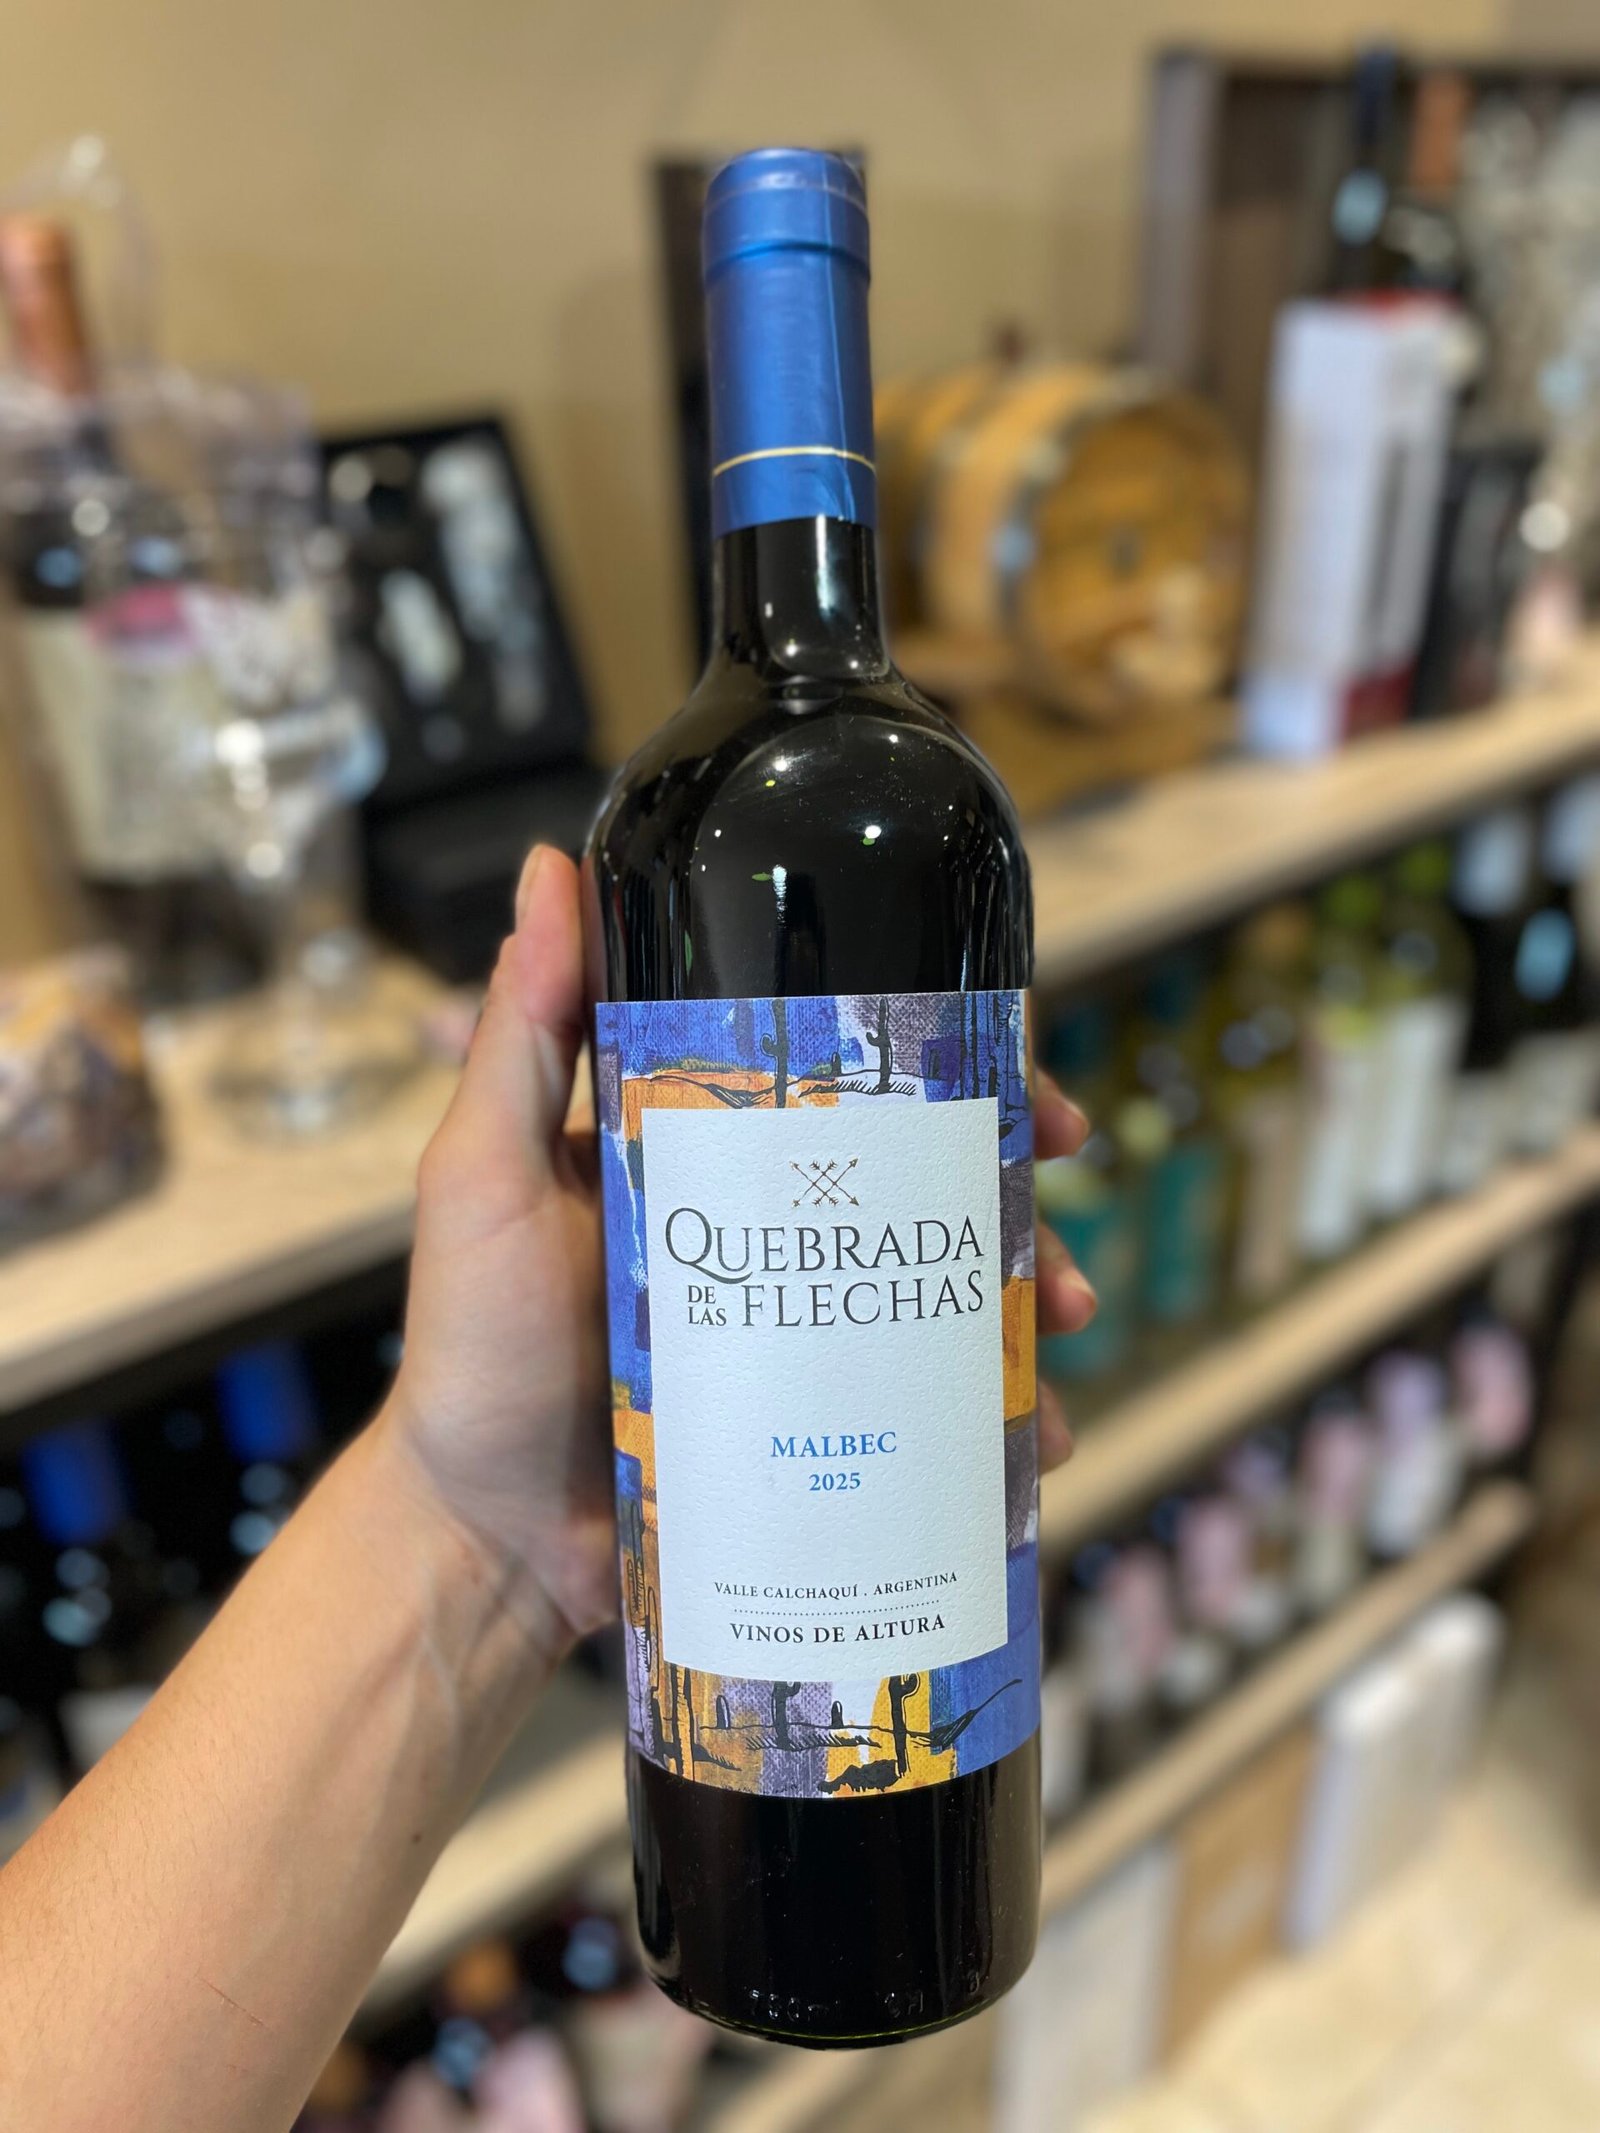 QUEBRADA
DE LAS FLECHAS
MALBEC
2025
VALLE CALCHAQUÍ . ARGENTINA
VINOS DE ALTURA